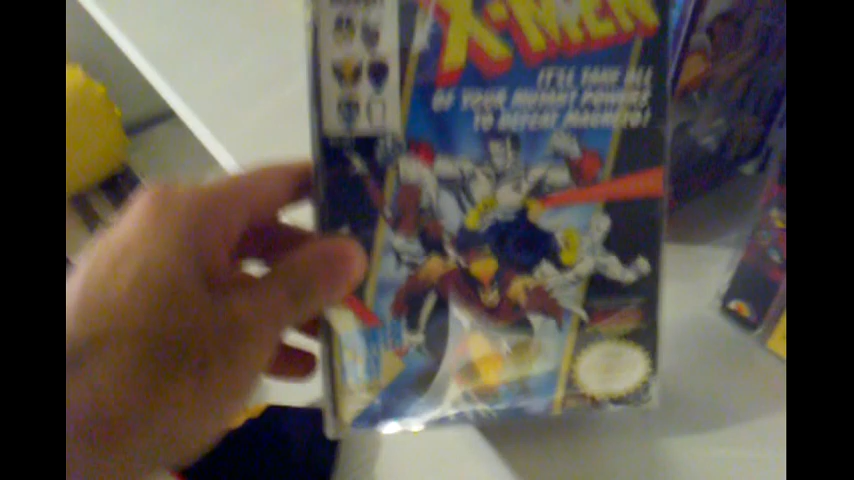 X-MEN
IT'LL TAKE ALL
OF YOUR MUTANT POWERS
TO DEFEAT MAGNETO!